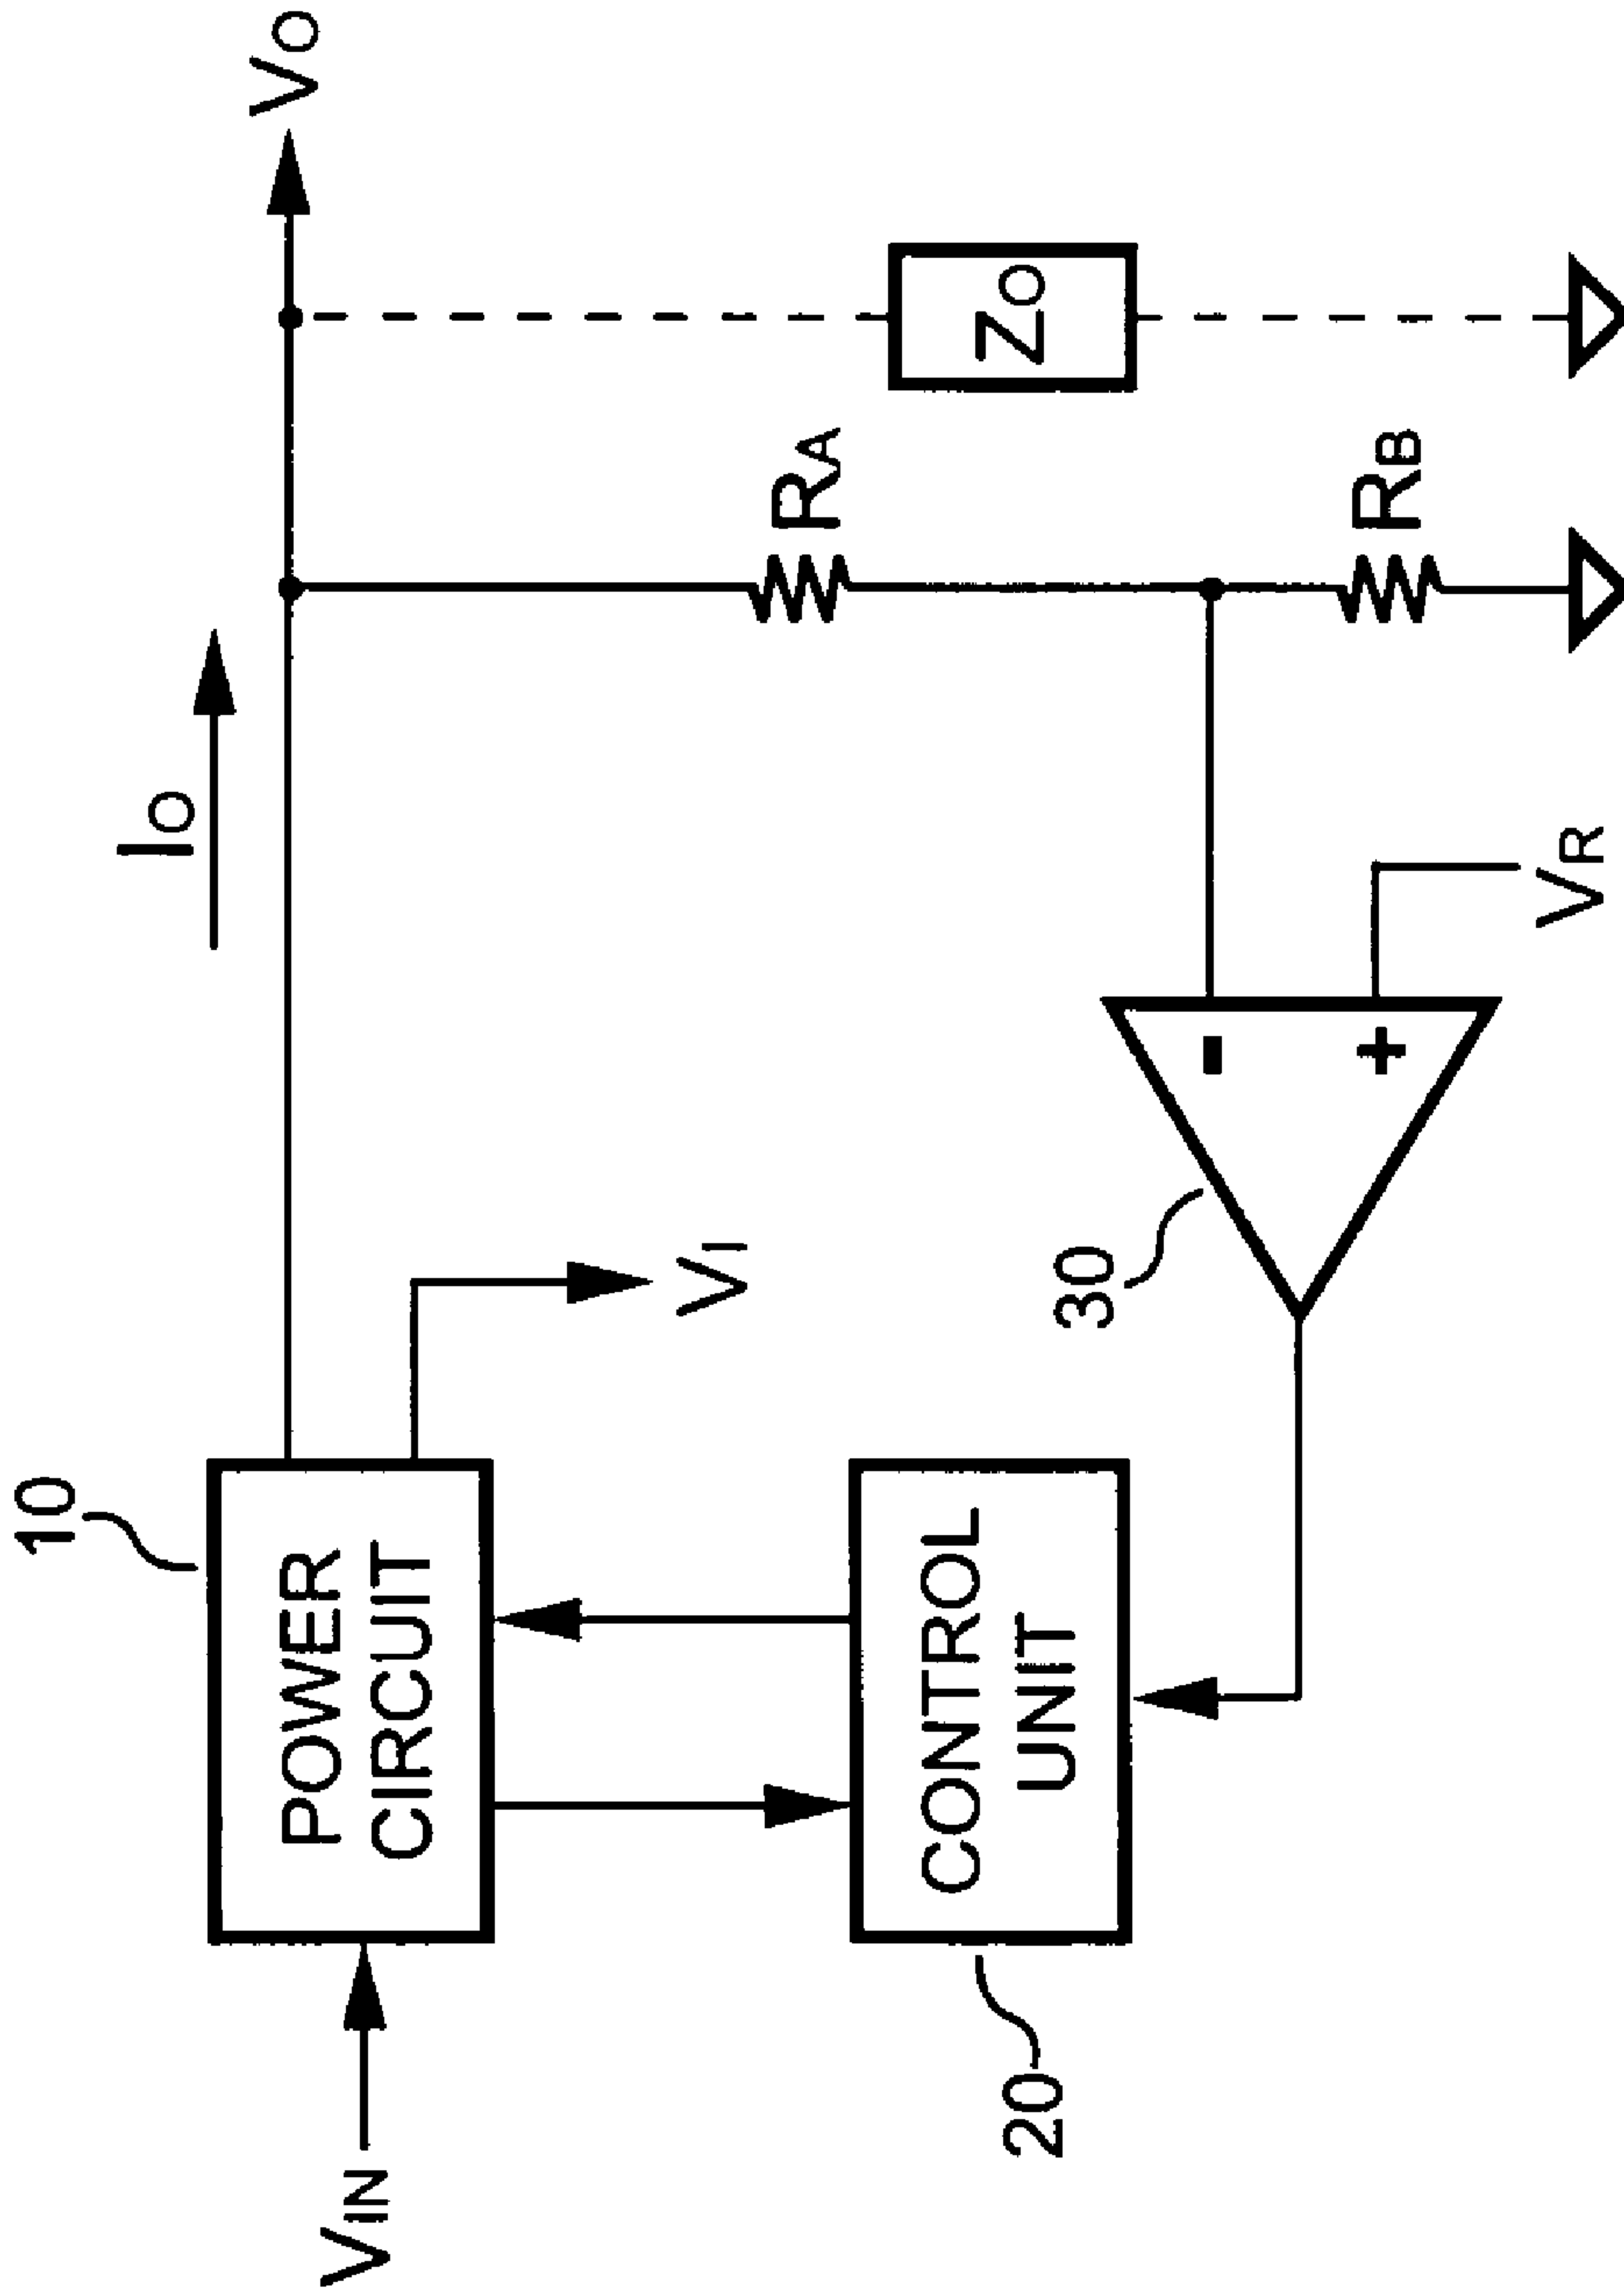 10
IO
VO
VIN
POWER
CIRCUIT
VI
RA
ZO
20
CONTROL
UNIT
30
-
+
RB
VR